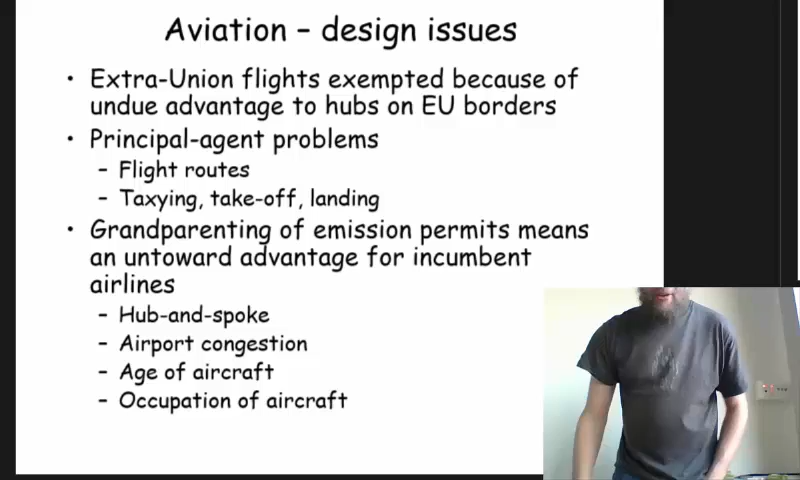 Aviation – design issues
• Extra-Union flights exempted because of
undue advantage to hubs on EU borders
• Principal-agent problems
– Flight routes
– Taxying, take-off, landing
• Grandparenting of emission permits means
an untoward advantage for incumbent
airlines
– Hub-and-spoke
– Airport congestion
– Age of aircraft
– Occupation of aircraft